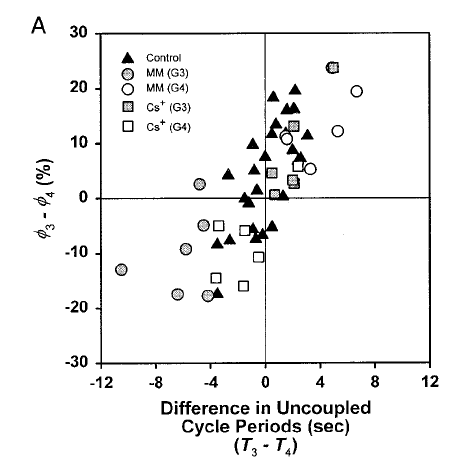 A
30
20
10
0
-10
-20
-30
ϕ3 - ϕ4 (%)
Control
MM (G3)
MM (G4)
Cs+ (G3)
Cs+ (G4)
-12 -8 -4 0 4 8 12
Difference in Uncoupled
Cycle Periods (sec)
(T3 - T4)